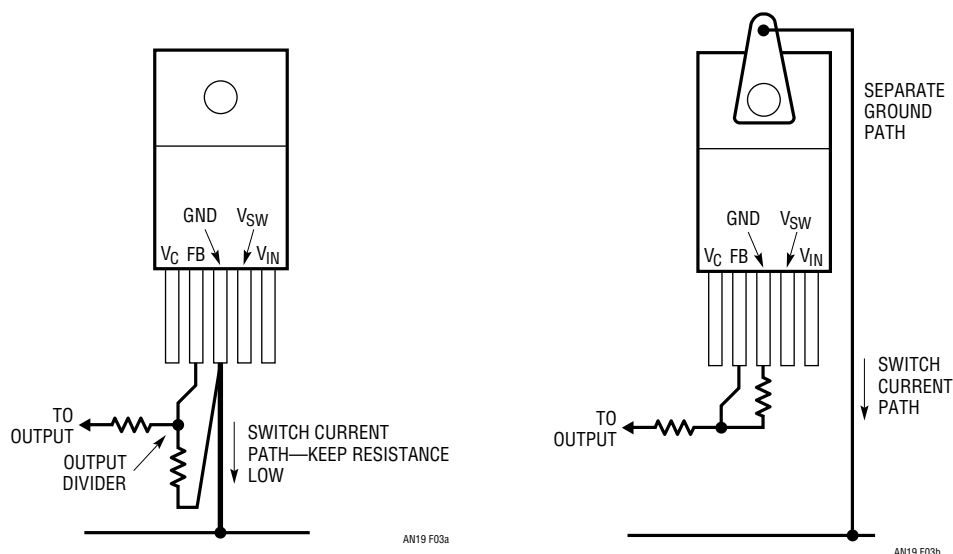 GND VSW
VC FB VIN
TO
OUTPUT
OUTPUT
DIVIDER
SWITCH CURRENT
PATH—KEEP RESISTANCE
LOW
AN19 F03a
SEPARATE
GROUND
PATH
GND VSW
VC FB VIN
SWITCH
CURRENT
PATH
TO
OUTPUT
AN19 F03b